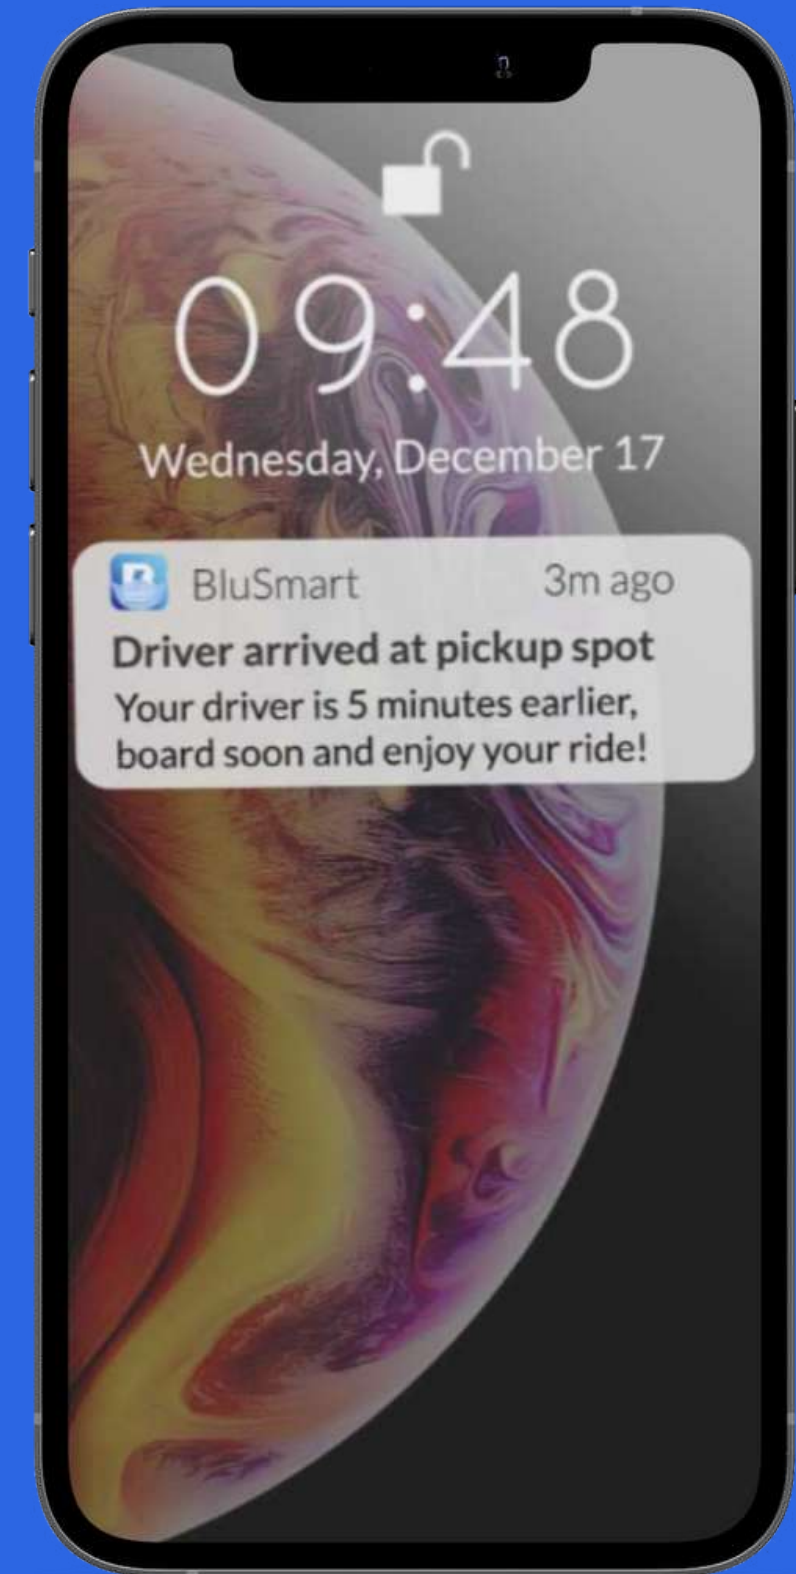 09:48
Wednesday, December 17
BluSmart 3m ago
Driver arrived at pickup spot
Your driver is 5 minutes earlier,
board soon and enjoy your ride!